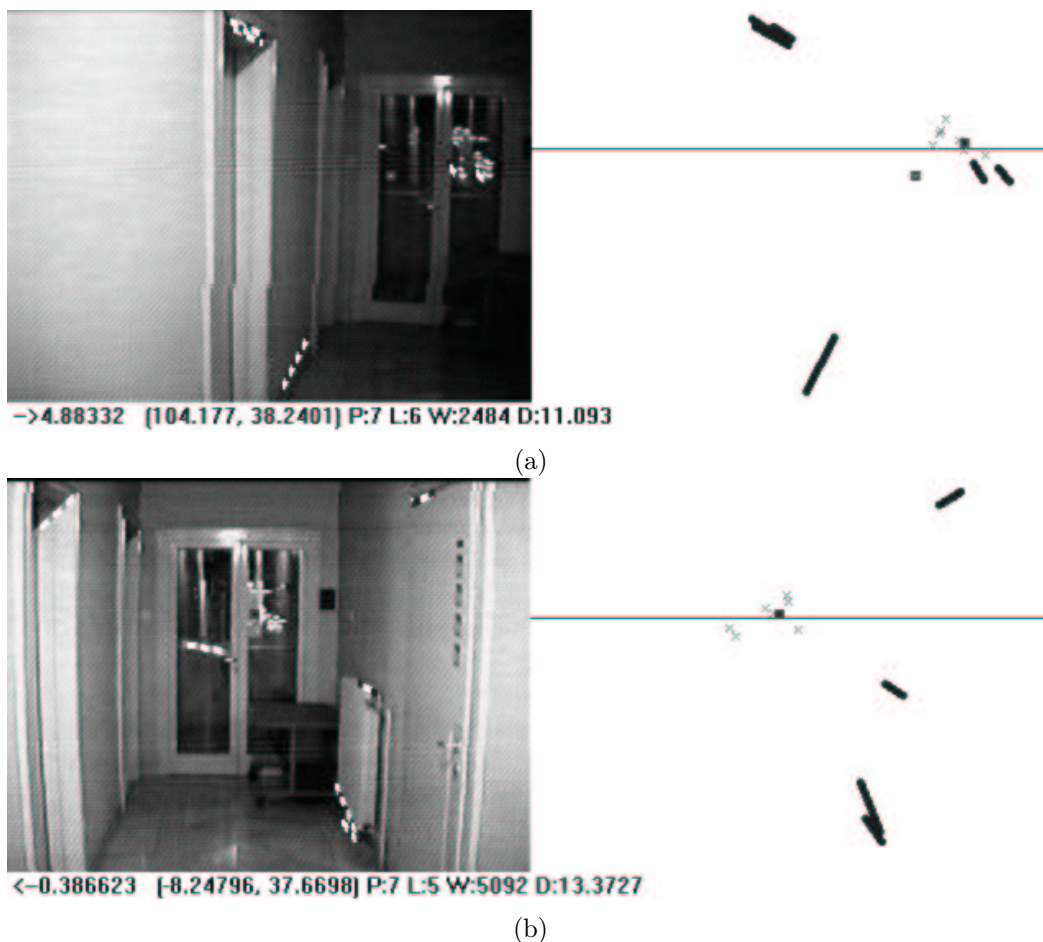 ->4.88332 [104.177, 38.2401] P:7 L:6 W:2484 D:11.093
(a)
<-0.386623 [-8.24796, 37.6698] P:7 L:5 W:5092 D:13.3727
(b)